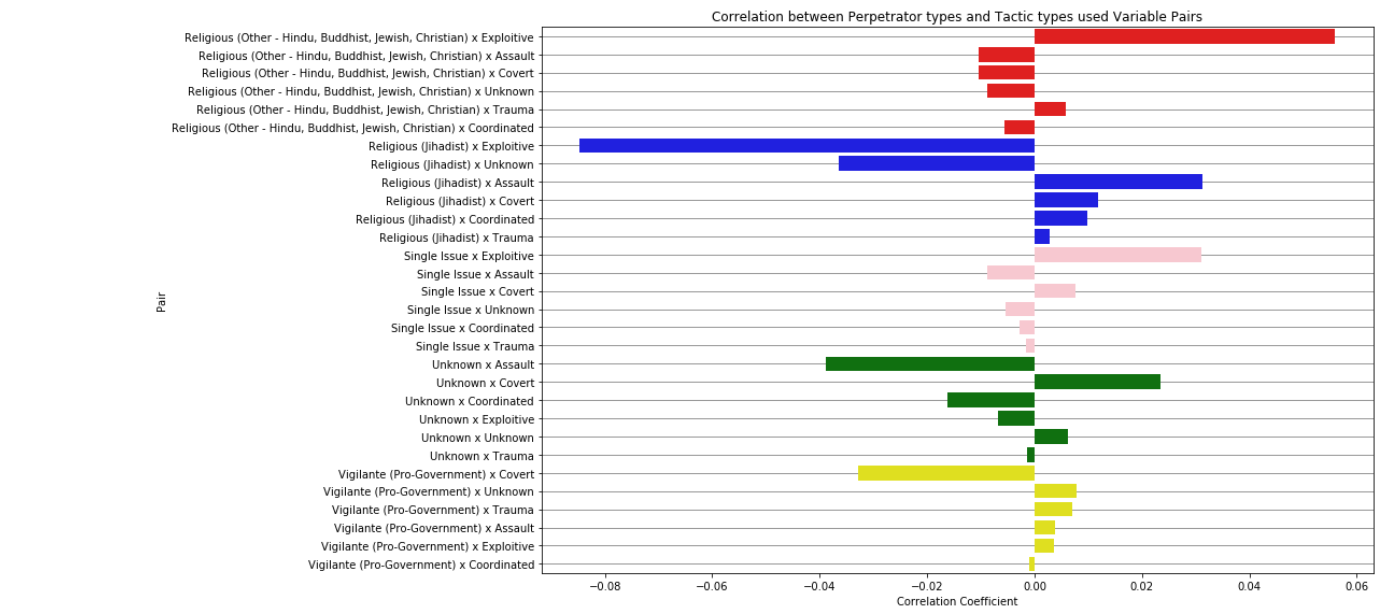 Correlation between Perpetrator types and Tactic types used Variable Pairs
Religious (Other - Hindu, Buddhist, Jewish, Christian) x Exploitive
Religious (Other - Hindu, Buddhist, Jewish, Christian) x Assault
Religious (Other - Hindu, Buddhist, Jewish, Christian) x Covert
Religious (Other - Hindu, Buddhist, Jewish, Christian) x Unknown
Religious (Other - Hindu, Buddhist, Jewish, Christian) x Trauma
Religious (Other - Hindu, Buddhist, Jewish, Christian) x Coordinated
Religious (Jihadist) x Exploitive
Religious (Jihadist) x Unknown
Religious (Jihadist) x Assault
Religious (Jihadist) x Covert
Religious (Jihadist) x Coordinated
Religious (Jihadist) x Trauma
Single Issue x Exploitive
Single Issue x Assault
Single Issue x Covert
Single Issue x Unknown
Single Issue x Coordinated
Single Issue x Trauma
Unknown x Assault
Unknown x Covert
Unknown x Coordinated
Unknown x Exploitive
Unknown x Unknown
Unknown x Trauma
Vigilante (Pro-Government) x Covert
Vigilante (Pro-Government) x Unknown
Vigilante (Pro-Government) x Trauma
Vigilante (Pro-Government) x Assault
Vigilante (Pro-Government) x Exploitive
Vigilante (Pro-Government) x Coordinated
Pair
−0.08 −0.06 −0.04 −0.02 0.00 0.02 0.04 0.06
Correlation Coefficient